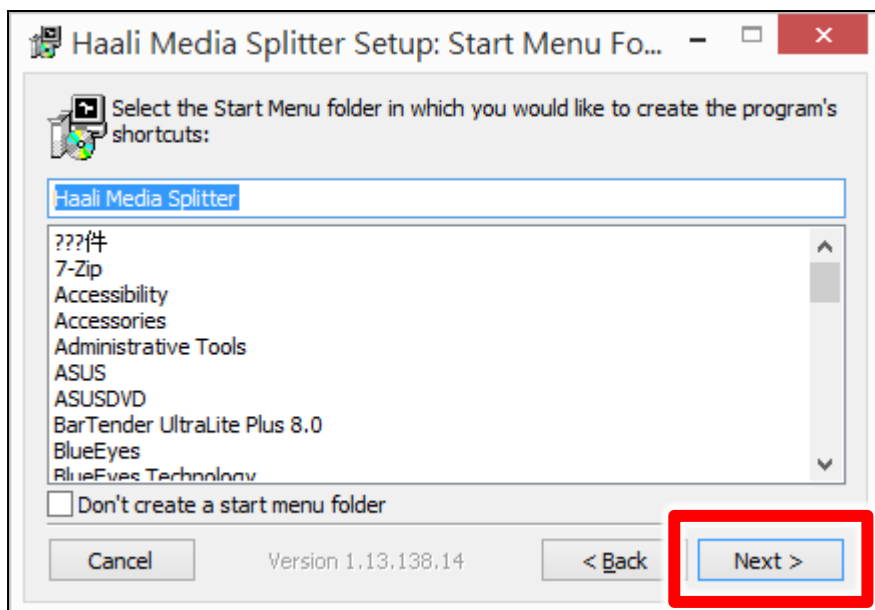 Haali Media Splitter Setup: Start Menu Fo...
Select the Start Menu folder in which you would like to create the program's
shortcuts:
Haali Media Splitter
???件
7-Zip
Accessibility
Accessories
Administrative Tools
ASUS
ASUSDVD
BarTender UltraLite Plus 8.0
BlueEyes
BlueEyes Technology
Don't create a start menu folder
Cancel
Version 1.13.138.14
< Back
Next >